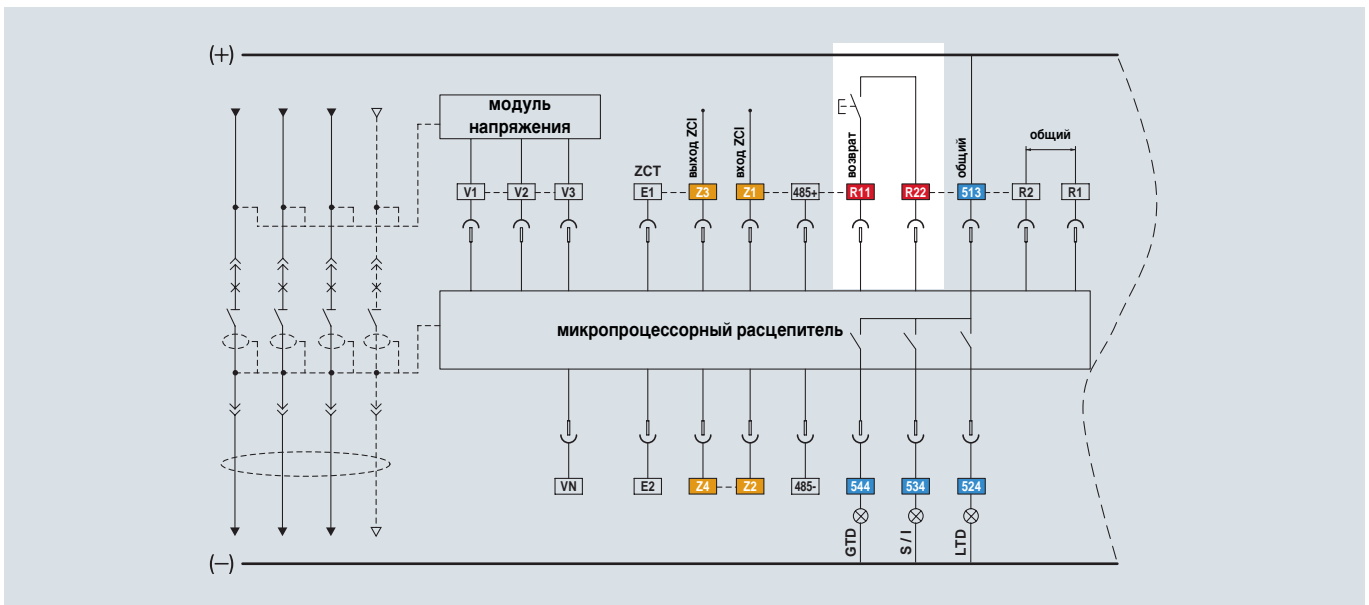 (+)
модуль
напряжения
ZCT
выход ZCI
вход ZCI
возврат
общий
общий
V1
V2
V3
E1
Z3
Z1
485+
R11
R22
513
R2
R1
микропроцессорный расцепитель
VN
E2
Z4
Z2
485-
544
534
524
GTD
S / I
LTD
(—)